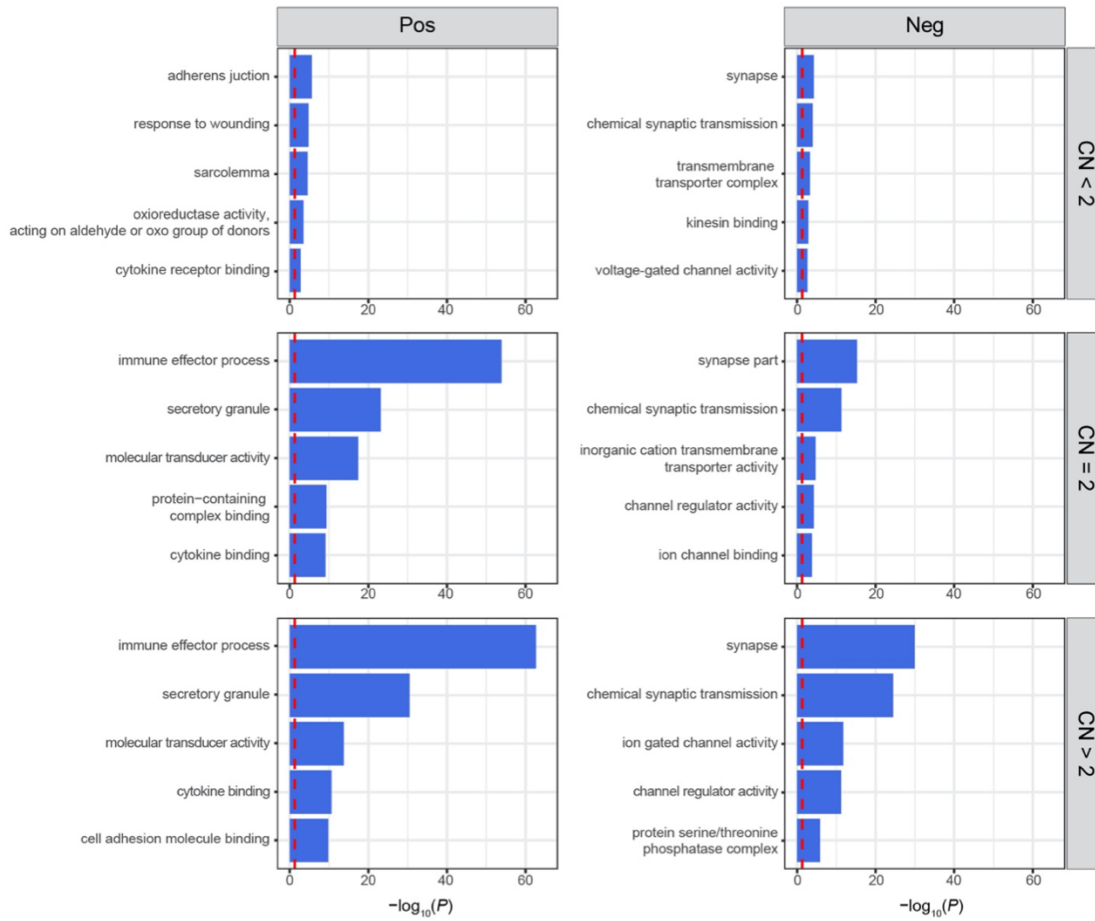 Pos
Neg
adherens juction
response to wounding
sarcolemma
oxioreductase activity,
acting on aldehyde or oxo group of donors
cytokine receptor binding
0 20 40 60
synapse
chemical synaptic transmission
transmembrane
transporter complex
kinesin binding
voltage-gated channel activity
0 20 40 60
CN < 2
immune effector process
secretory granule
molecular transducer activity
protein−containing
complex binding
cytokine binding
0 20 40 60
synapse part
chemical synaptic transmission
inorganic cation transmembrane
transporter activity
channel regulator activity
ion channel binding
0 20 40 60
CN = 2
immune effector process
secretory granule
molecular transducer activity
cytokine binding
cell adhesion molecule binding
0 20 40 60
−log₁₀(P)
synapse
chemical synaptic transmission
ion gated channel activity
channel regulator activity
protein serine/threonine
phosphatase complex
0 20 40 60
−log₁₀(P)
CN > 2